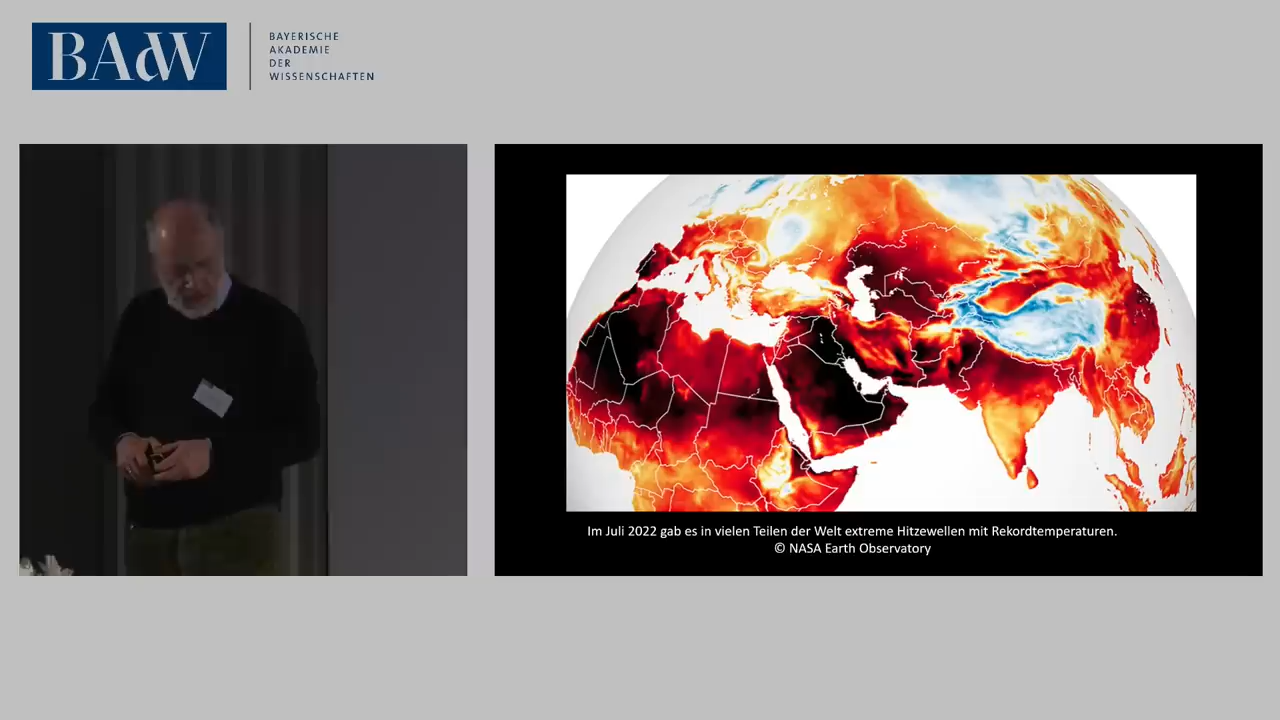 BAdW
BAYERISCHE
AKADEMIE
DER
WISSENSCHAFTEN
Im Juli 2022 gab es in vielen Teilen der Welt extreme Hitzewellen mit Rekordtemperaturen.
© NASA Earth Observatory